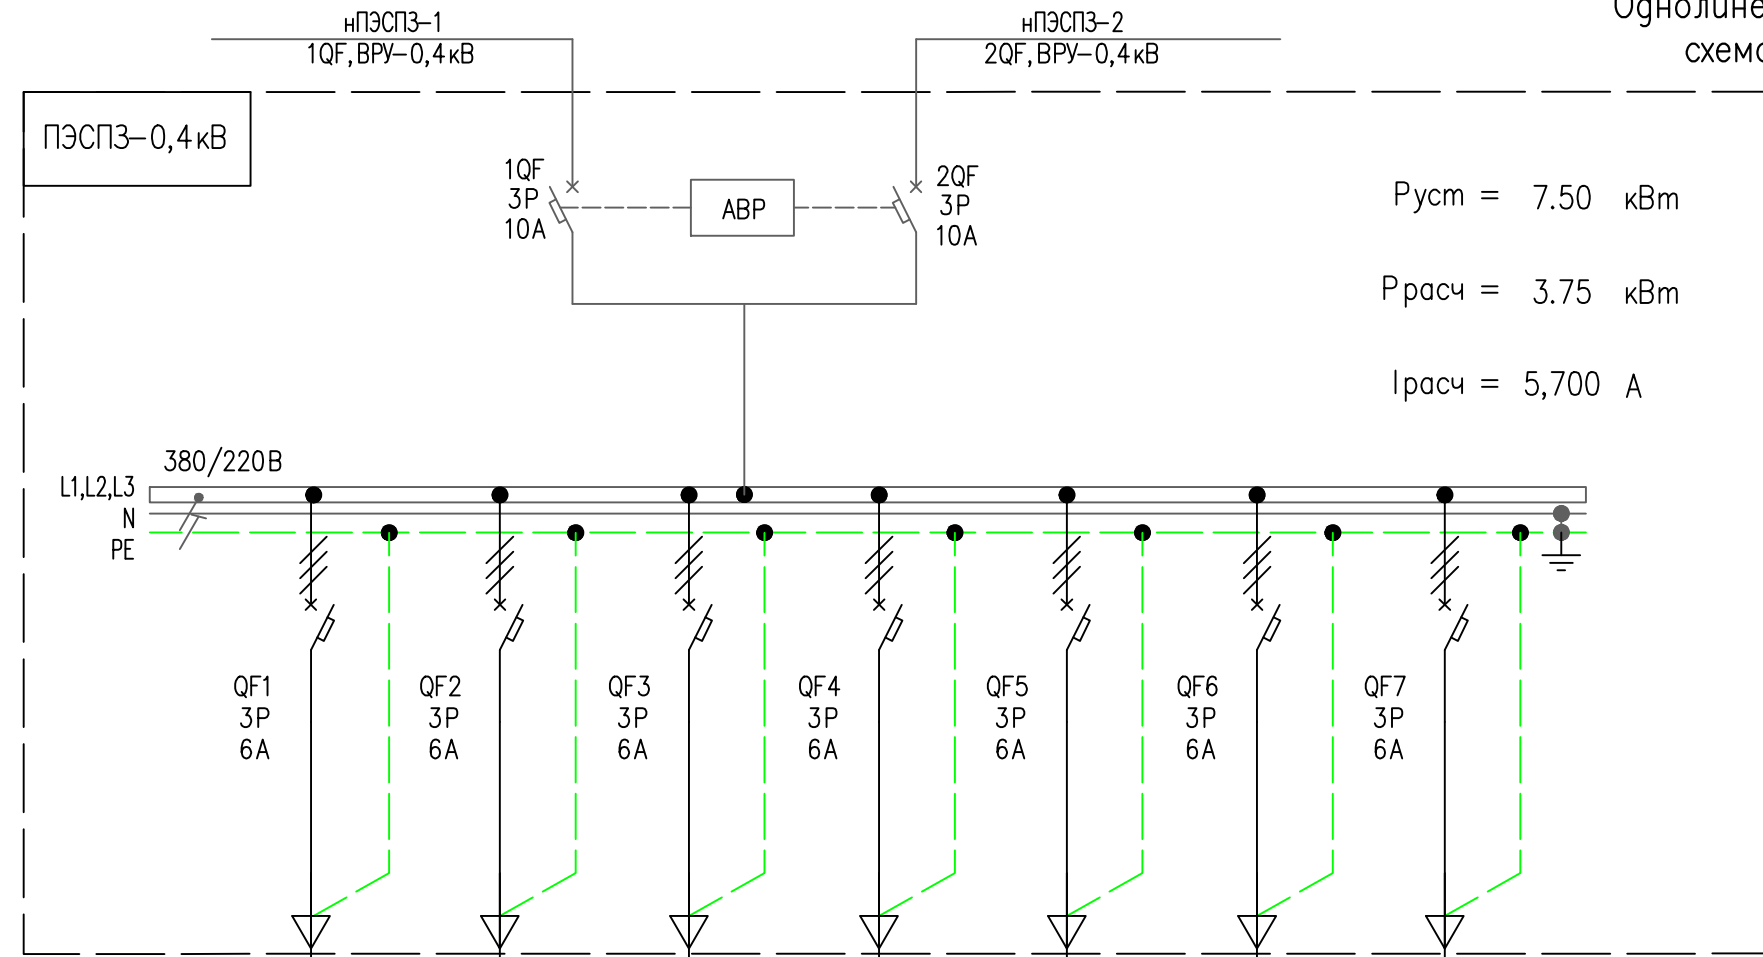 нПЭСПЗ-1
1QF,ВРУ-0,4кВ
нПЭСПЗ-2
2QF,ВРУ-0,4кВ
схема
ПЭСПЗ-0,4кВ
1QF
3P
10A
АВР
2QF
3P
10A
Руст = 7.50 кВт
Ррасч = 3.75 кВт
Iрасч = 5,700 А
380/220В
L1,L2,L3
N
PE
QF1
3P
6A
QF2
3P
6A
QF3
3P
6A
QF4
3P
6A
QF5
3P
6A
QF6
3P
6A
QF7
3P
6A